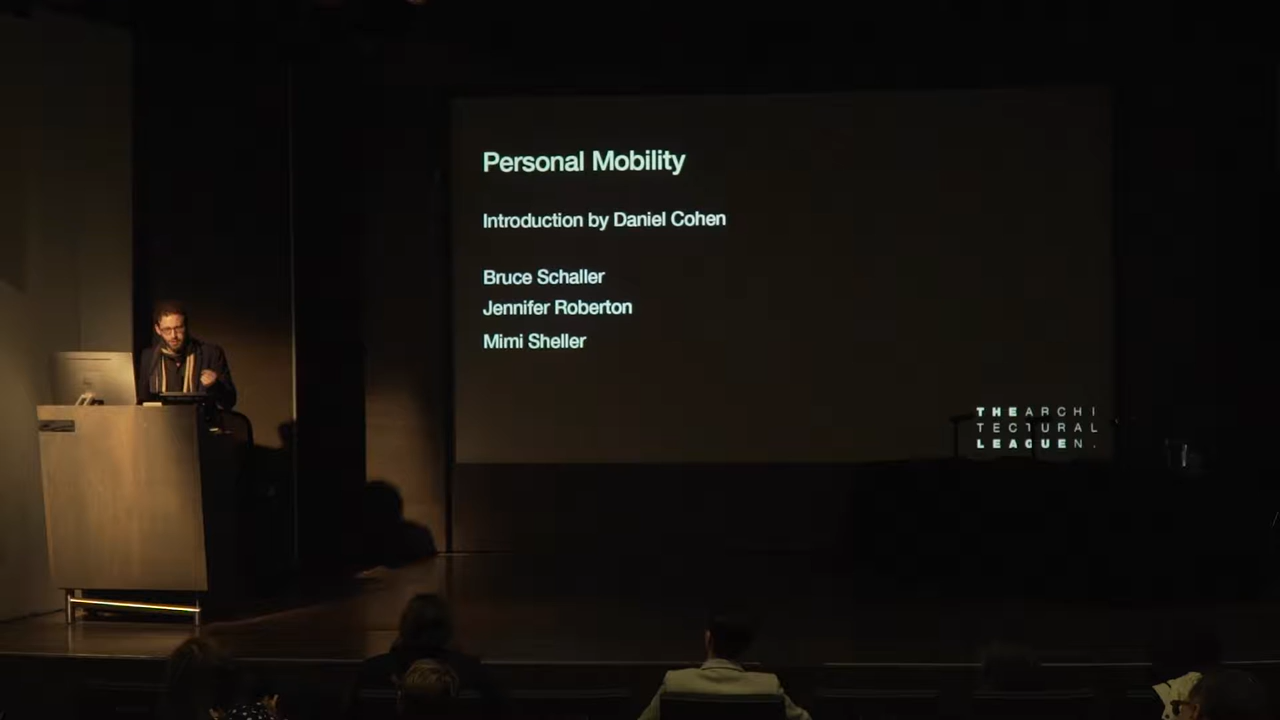 Personal Mobility
Introduction by Daniel Cohen
Bruce Schaller
Jennifer Roberton
Mimi Sheller
THEARCHI
TECTURAL
LEAGUEN.